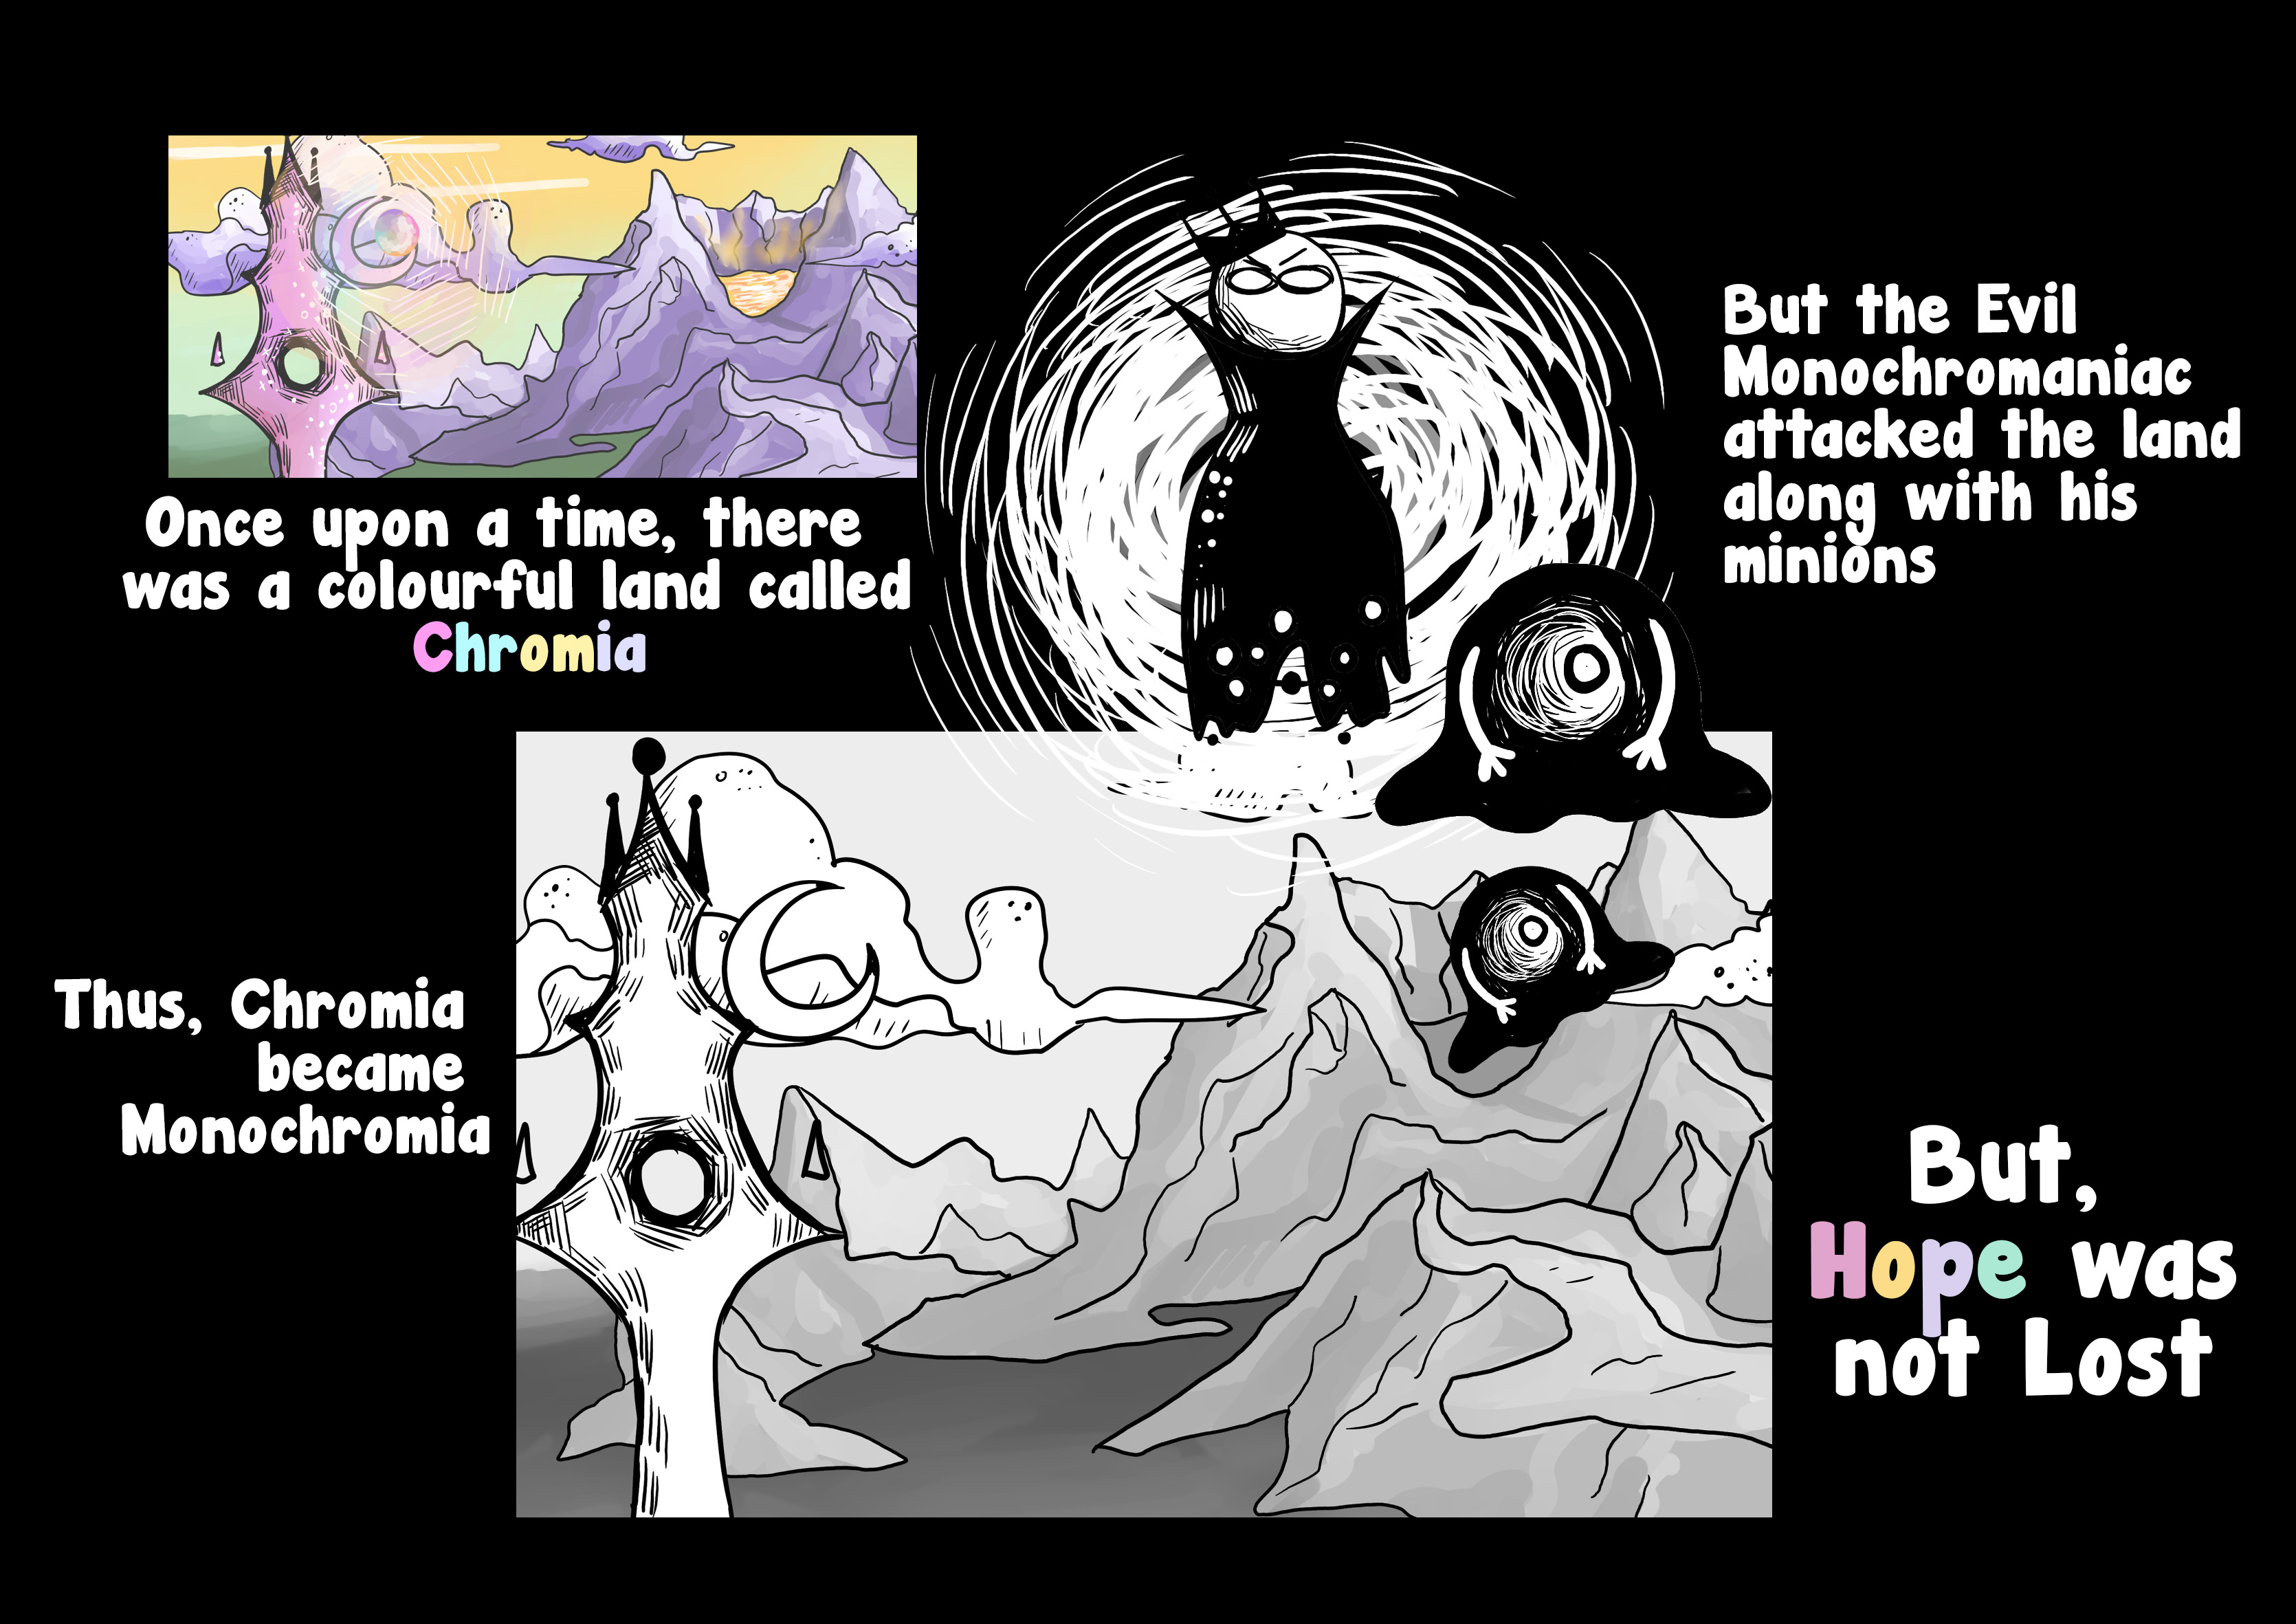 Once upon a time, there
was a colourful land called
Chromia
But the Evil
Monochromaniac
attacked the land
along with his
minions
Thus, Chromia
became
Monochromia
But,
Hope was
not Lost